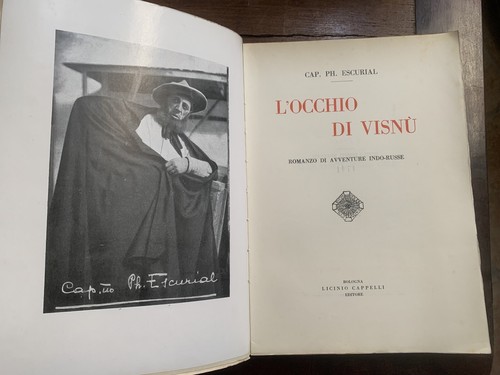 Cap.no Ph. Escurial
CAP. PH. ESCURIAL
L'OCCHIO
DI VISNÙ
ROMANZO DI AVVENTURE INDO-RUSSE
BOLOGNA
LICINIO CAPPELLI
EDITORE